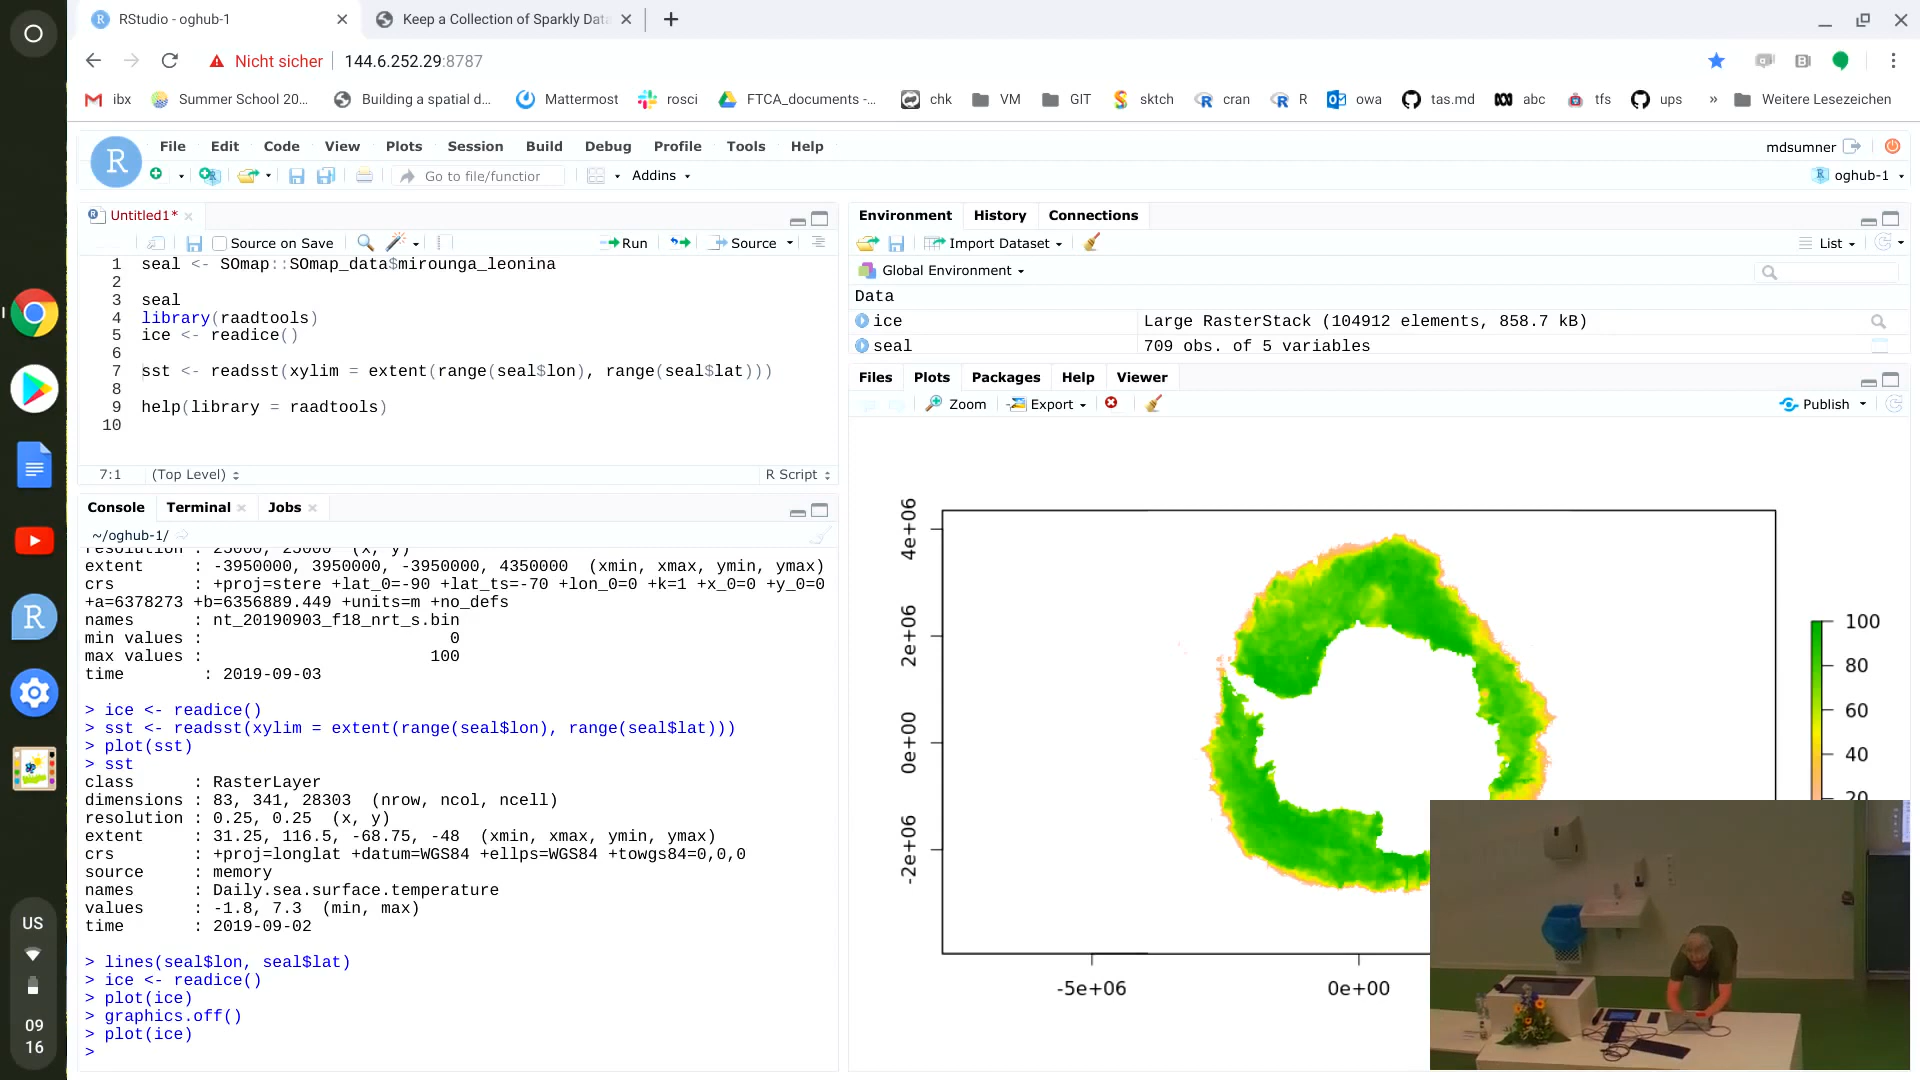 RStudio - oghub-1
Keep a Collection of Sparkly Dat
Nicht sicher
144.6.252.29:8787
ibx
Summer School 20...
Building a spatial d...
Mattermost
rosci
FTCA_documents -...
chk
VM
GIT
sktch
cran
R
owa
tas.md
abc
tfs
ups
»
Weitere Lesezeichen
R
File Edit Code View Plots Session Build Debug Profile Tools Help
mdsumner
Go to file/function
Addins
oghub-1
Untitled1*
Source on Save
Run
Source
1 seal <- SOmap::SOmap_data$mirounga_leonina
2
3 seal
4 library(raadtools)
5 ice <- readice()
6
7 sst <- readsst(xylim = extent(range(seal$lon), range(seal$lat)))
8
9 help(library = raadtools)
10
7:1 (Top Level) R Script
Console Terminal Jobs
~/oghub-1/
resolution : 25000, 25000 (x, y)
extent : -3950000, 3950000, -3950000, 4350000 (xmin, xmax, ymin, ymax)
crs : +proj=stere +lat_0=-90 +lat_ts=-70 +lon_0=0 +k=1 +x_0=0 +y_0=0
+a=6378273 +b=6356889.449 +units=m +no_defs
names : nt_20190903_f18_nrt_s.bin
min values : 0
max values : 100
time : 2019-09-03
> ice <- readice()
> sst <- readsst(xylim = extent(range(seal$lon), range(seal$lat)))
> plot(sst)
> sst
class : RasterLayer
dimensions : 83, 341, 28303 (nrow, ncol, ncell)
resolution : 0.25, 0.25 (x, y)
extent : 31.25, 116.5, -68.75, -48 (xmin, xmax, ymin, ymax)
crs : +proj=longlat +datum=WGS84 +ellps=WGS84 +towgs84=0,0,0
source : memory
names : Daily.sea.surface.temperature
values : -1.8, 7.3 (min, max)
time : 2019-09-02
> lines(seal$lon, seal$lat)
> ice <- readice()
> plot(ice)
> graphics.off()
> plot(ice)
>
Environment History Connections
Import Dataset
List
Global Environment
Data
ice Large RasterStack (104912 elements, 858.7 kB)
seal 709 obs. of 5 variables
Files Plots Packages Help Viewer
Zoom Export Publish
4e+06
2e+06
0e+00
-2e+06
-5e+06
0e+00
100
80
60
40
20
R
US
09
16